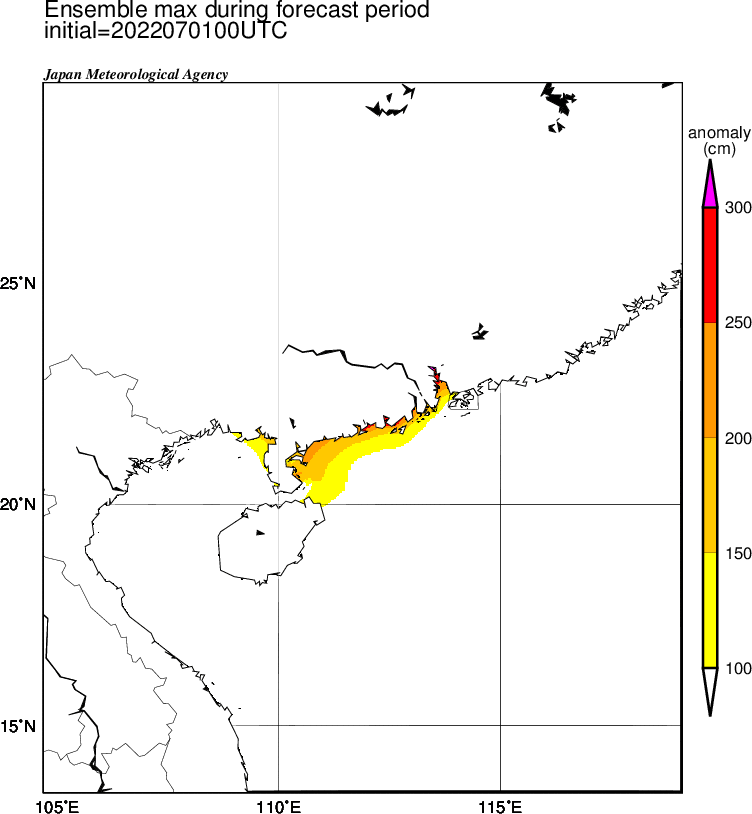 Ensemble max during forecast period
initial=2022070100UTC
Japan Meteorological Agency
anomaly
(cm)
300
25°N
250
200
20°N
150
100
15°N
105°E
110°E
115°E